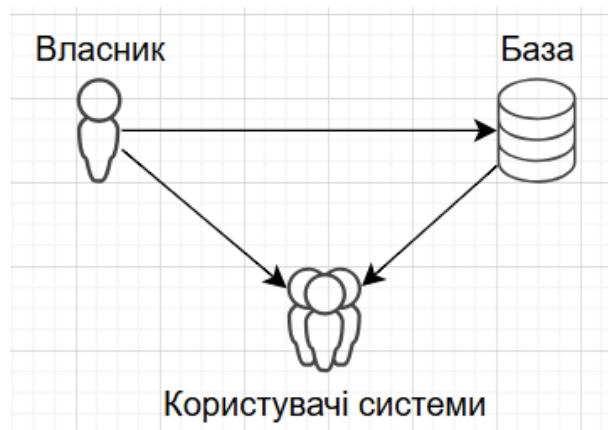 Власник
База
Користувачі системи